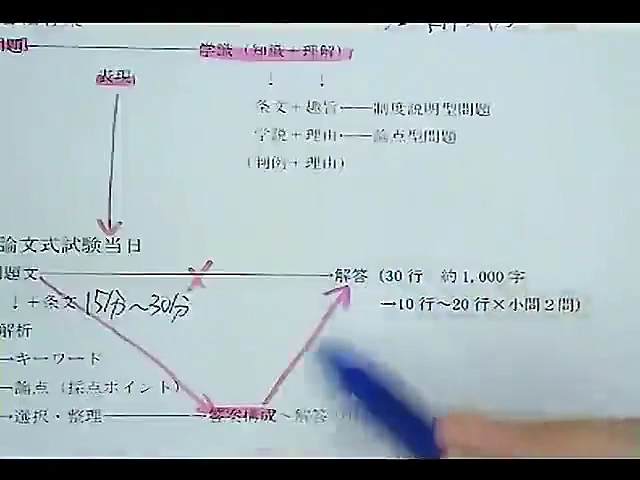 問題 学識（知識＋理解）
表現 ↓ ↓
条文＋趣旨──制度説明型問題
学説＋理由──論点型問題
（判例＋理由）
論文式試験当日
問題文 →解答（30行 約1,000字
↓＋条文 15分～30分 →10行～20行×小問２問）
解析
→キーワード
→論点（採点ポイント）
→選択・整理 →答案構成～解答